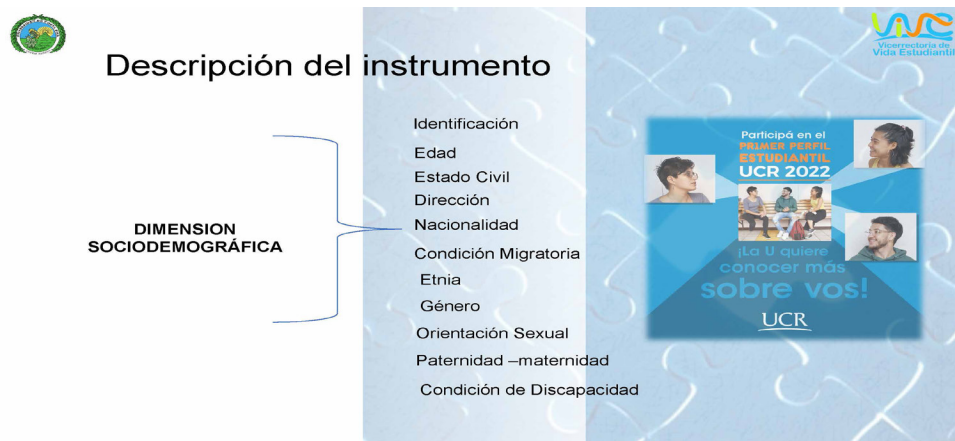 ViVE
Vicerrectoría de
Vida Estudiantil
Descripción del instrumento
DIMENSION
SOCIODEMOGRÁFICA
Identificación
Edad
Estado Civil
Dirección
Nacionalidad
Condición Migratoria
Etnia
Género
Orientación Sexual
Paternidad –maternidad
Condición de Discapacidad
Participá en el
PRIMER PERFIL
ESTUDIANTIL
UCR 2022
¡La U quiere
conocer más
sobre vos!
UCR